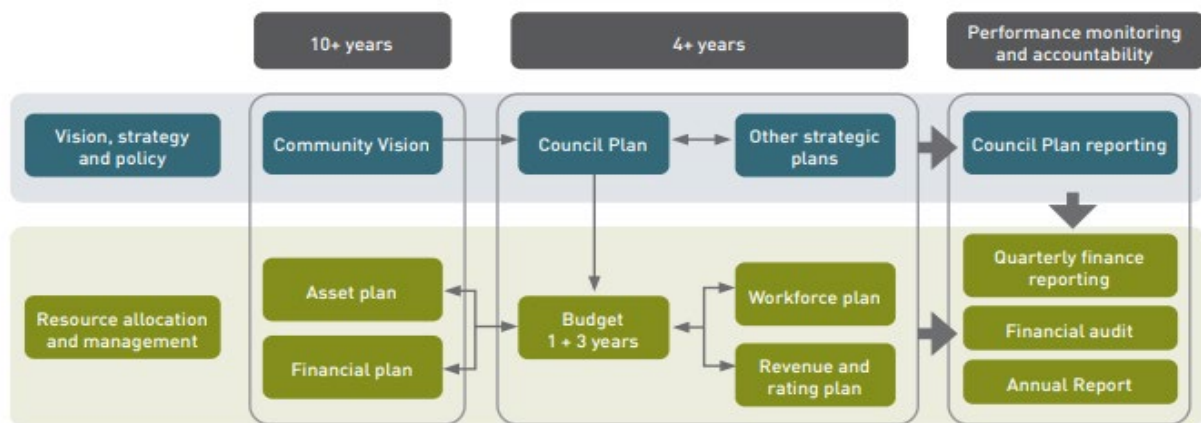 10+ years
4+ years
Performance monitoring
and accountability
Vision, strategy
and policy
Community Vision
Council Plan
Other strategic
plans
Council Plan reporting
Resource allocation
and management
Asset plan
Financial plan
Budget
1 + 3 years
Workforce plan
Revenue and
rating plan
Quarterly finance
reporting
Financial audit
Annual Report